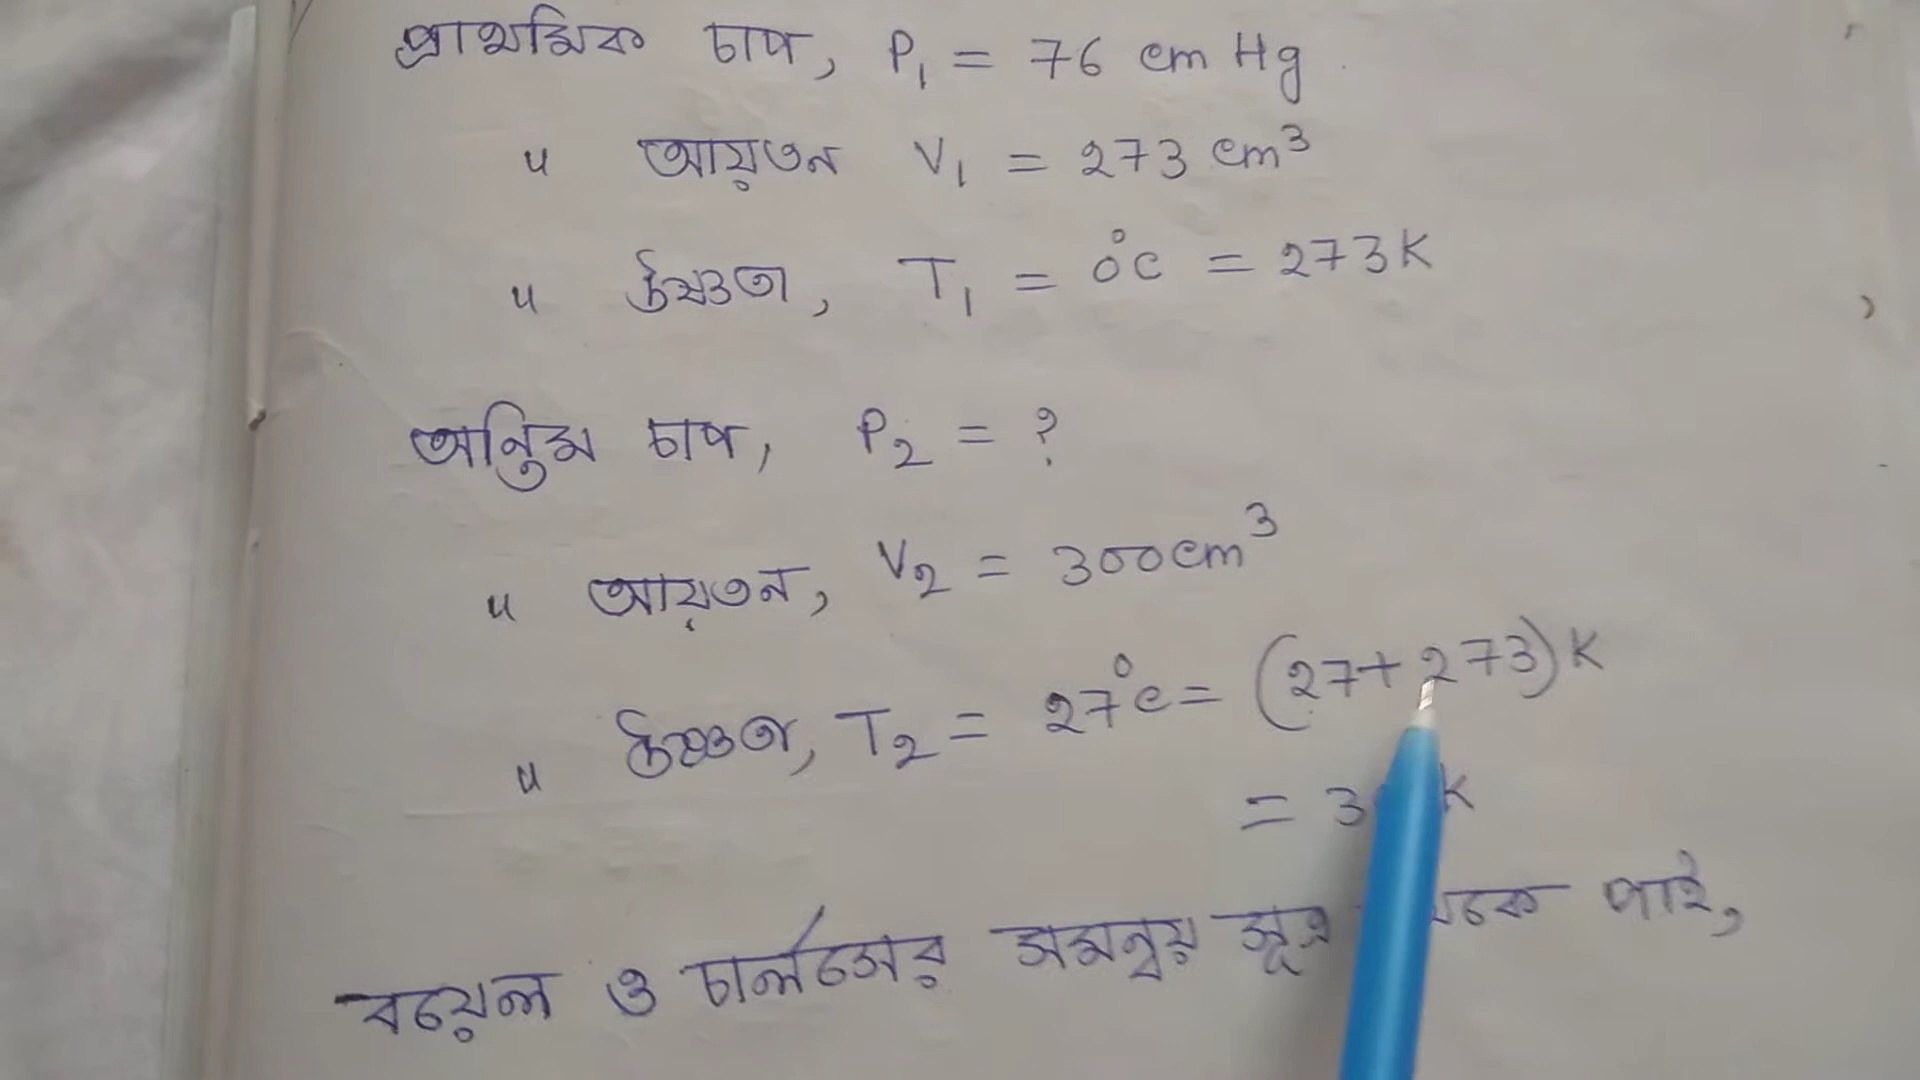 প্রাথমিক চাপ, P₁ = 76 cm Hg
" আয়তন V₁ = 273 cm³
" উষ্ণতা, T₁ = 0°C = 273K
অন্তিম চাপ, P₂ = ?
" আয়তন, V₂ = 300cm³
" উষ্ণতা, T₂ = 27°C = (27+273)K
= 3 K
বয়েল ও চার্লসের সমন্বয় সূত্র পাই,